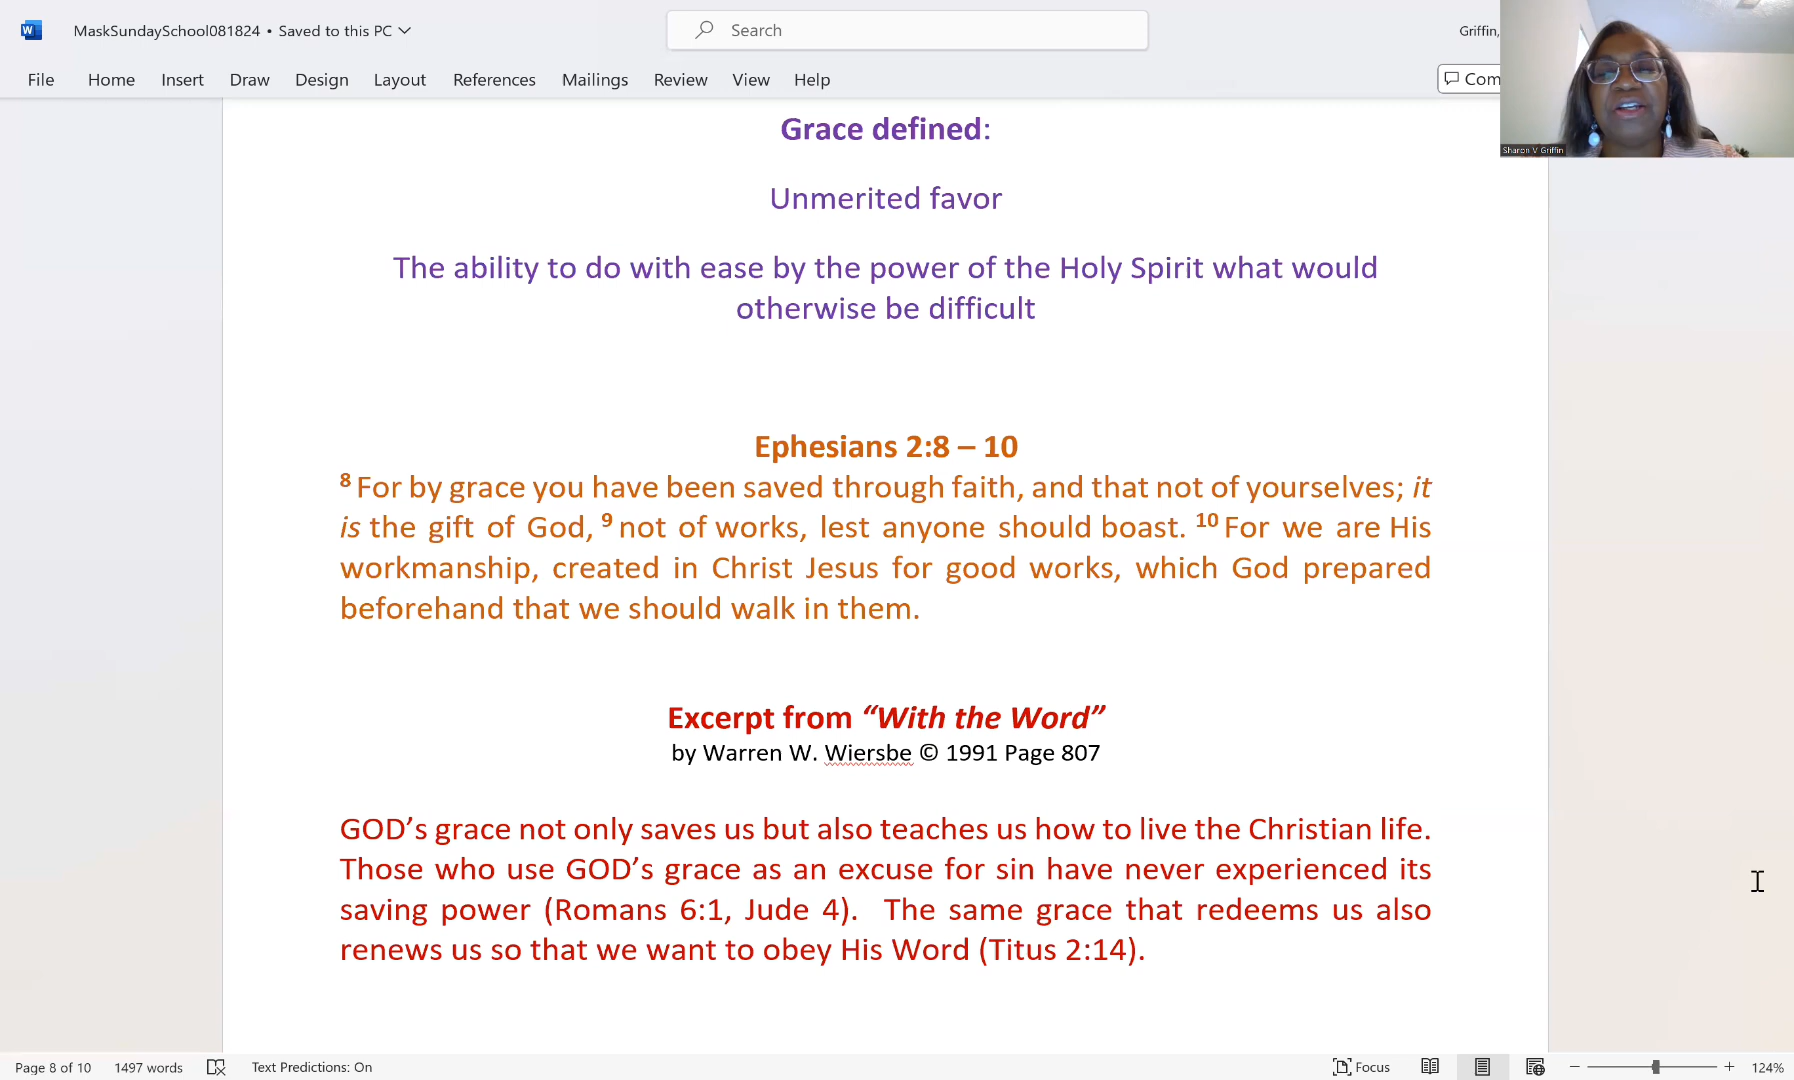 MaskSundaySchool081824 • Saved to this PC
Search
Griffin,
File Home Insert Draw Design Layout References Mailings Review View Help
Com
Sharon V Griffin
Grace defined:
Unmerited favor
The ability to do with ease by the power of the Holy Spirit what would
otherwise be difficult
Ephesians 2:8 – 10
8 For by grace you have been saved through faith, and that not of yourselves; it
is the gift of God, 9 not of works, lest anyone should boast. 10 For we are His
workmanship, created in Christ Jesus for good works, which God prepared
beforehand that we should walk in them.
Excerpt from “With the Word”
by Warren W. Wiersbe © 1991 Page 807
GOD’s grace not only saves us but also teaches us how to live the Christian life.
Those who use GOD’s grace as an excuse for sin have never experienced its
saving power (Romans 6:1, Jude 4). The same grace that redeems us also
renews us so that we want to obey His Word (Titus 2:14).
Page 8 of 10 1497 words Text Predictions: On Focus 124%